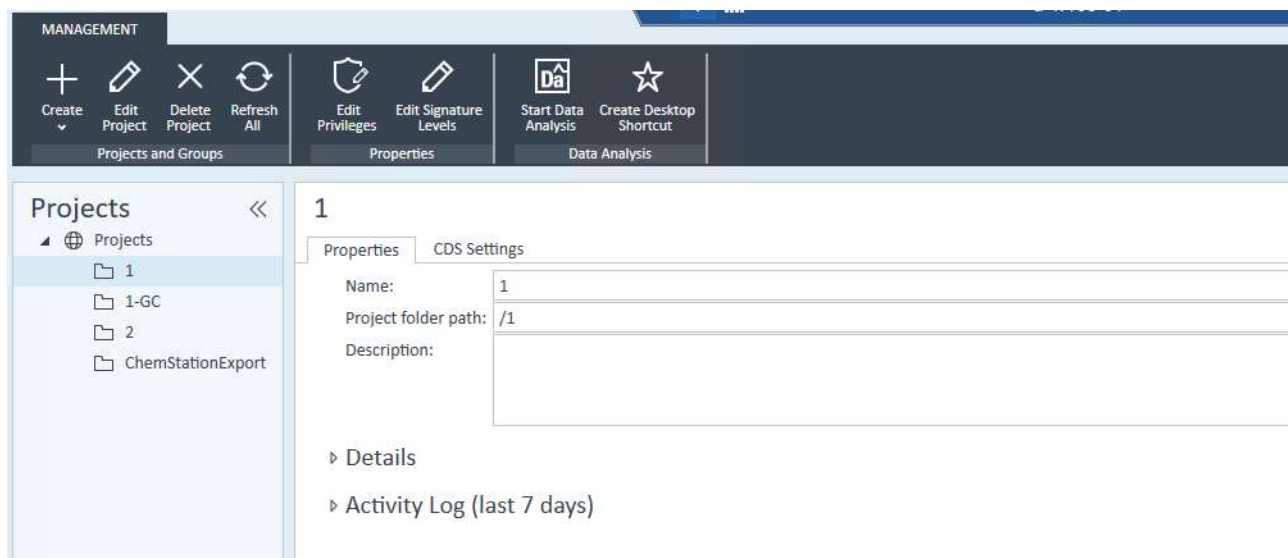 MANAGEMENT
Create
Edit
Project
Delete
Project
Refresh
All
Projects and Groups
Edit
Privileges
Edit Signature
Levels
Properties
Dâ
Start Data
Analysis
Create Desktop
Shortcut
Data Analysis
Projects
Projects
1
1-GC
2
ChemStationExport
1
Properties CDS Settings
Name: 1
Project folder path: /1
Description:
Details
Activity Log (last 7 days)